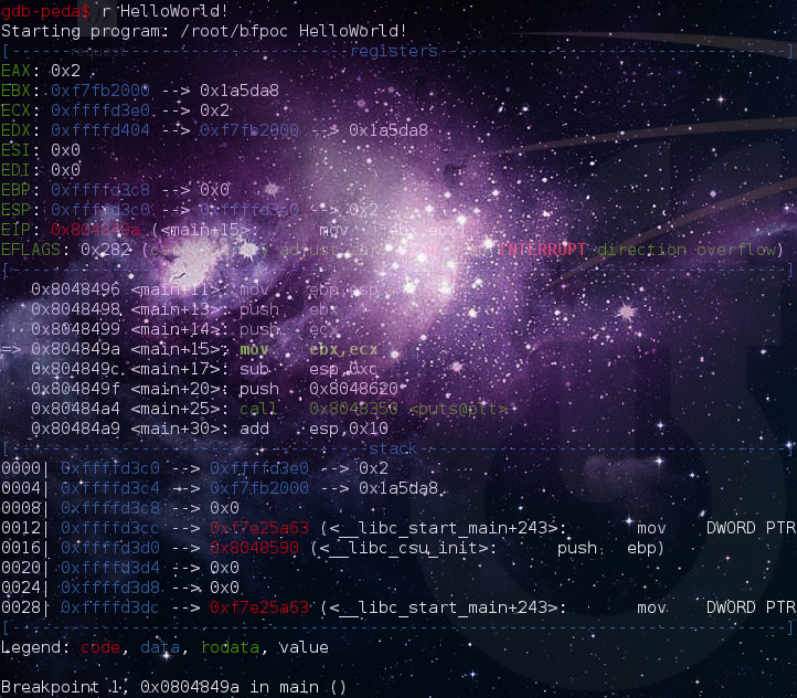 gdb-peda$ r HelloWorld!
Starting program: /root/bfpoc HelloWorld!
[----------------------------------registers-----------------------------------]
EAX: 0x2
EBX: 0xf7fb2000 --> 0x1a5da8
ECX: 0xffffd3e0 --> 0x2
EDX: 0xffffd404 --> 0xf7fb2000 --> 0x1a5da8
ESI: 0x0
EDI: 0x0
EBP: 0xffffd3c8 --> 0x0
ESP: 0xffffd3c0 --> 0xffffd3e0 --> 0x2
EIP: 0x804849a (<main+15>: mov ebx,ecx)
EFLAGS: 0x282 ( adjust INTERRUPT direction overflow)
[------------------------------------------------------------------------------]
0x8048496 <main+11>: mov ebp,esp
0x8048498 <main+13>: push ebx
0x8048499 <main+14>: push ecx
=> 0x804849a <main+15>: mov ebx,ecx
0x804849c <main+17>: sub esp,0xc
0x804849f <main+20>: push 0x8048620
0x80484a4 <main+25>: call 0x8048350 <puts@plt>
0x80484a9 <main+30>: add esp,0x10
[------------------------------------stack-------------------------------------]
0000| 0xffffd3c0 --> 0xffffd3e0 --> 0x2
0004| 0xffffd3c4 --> 0xf7fb2000 --> 0x1a5da8
0008| 0xffffd3c8 --> 0x0
0012| 0xffffd3cc --> 0xf7e25a63 (<__libc_start_main+243>: mov DWORD PTR
0016| 0xffffd3d0 --> 0x8048590 (<__libc_csu_init>: push ebp)
0020| 0xffffd3d4 --> 0x0
0024| 0xffffd3d8 --> 0x0
0028| 0xffffd3dc --> 0xf7e25a63 (<__libc_start_main+243>: mov DWORD PTR
[------------------------------------------------------------------------------]
Legend: code, data, rodata, value

Breakpoint 1, 0x0804849a in main ()